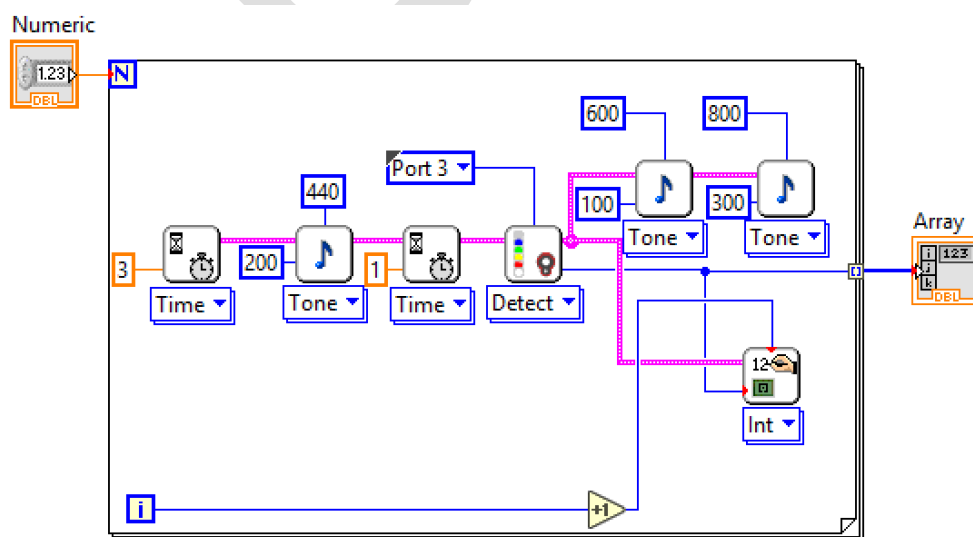 Numeric
1.23
DBL
N
600
800
Port 3
440
100
300
Tone
Tone
Array
i 123
j
k
DBL
3
200
1
Time
Tone
Time
Detect
12
Int
i
+1